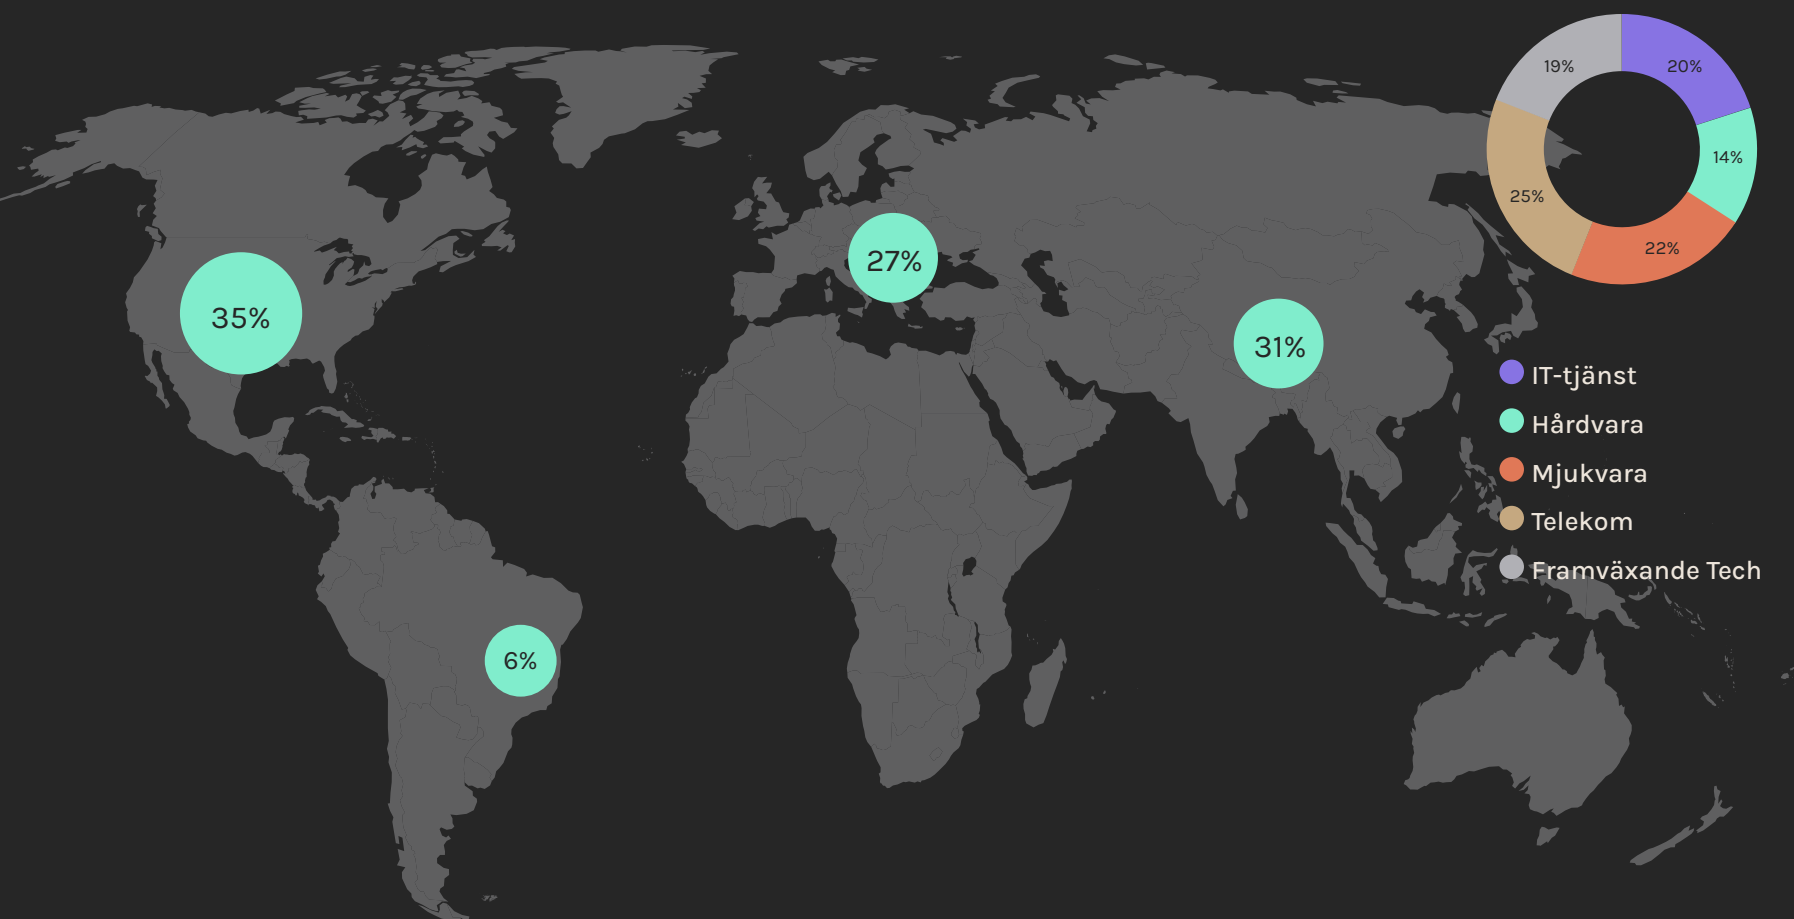 19%
20%
14%
25%
22%
27%
35%
31%
IT-tjänst
Hårdvara
Mjukvara
Telekom
Framväxande Tech
6%